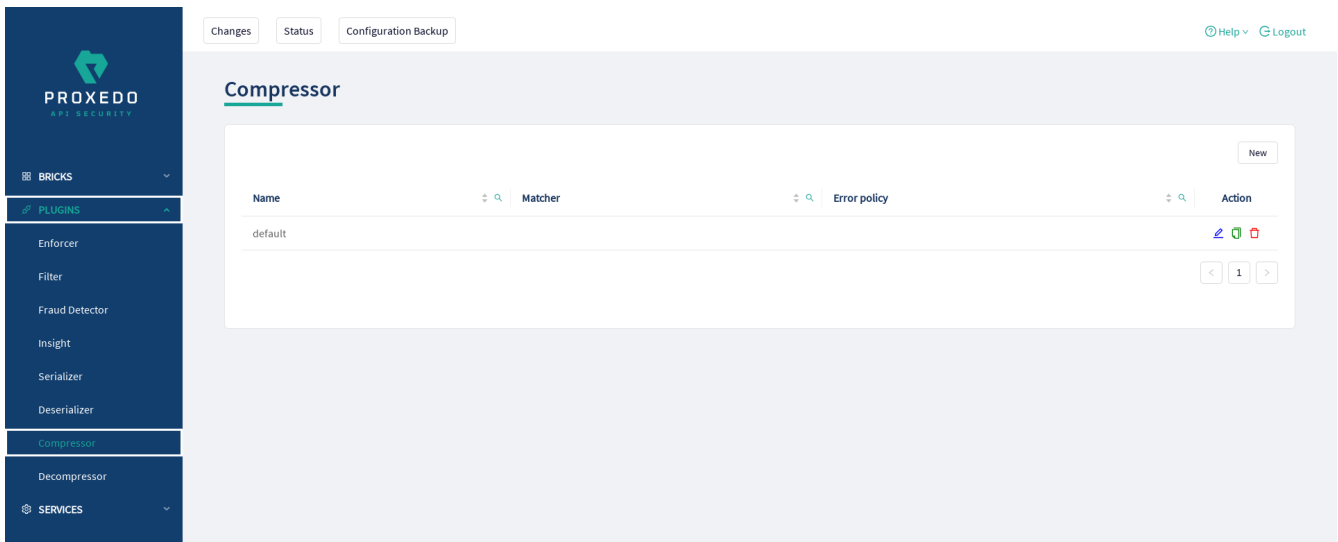 Changes Status Configuration Backup Help Logout
PROXEDO
API SECURITY
Compressor
New
BRICKS
PLUGINS
Name Matcher Error policy Action
default
Enforcer
Filter
1
Fraud Detector
Insight
Serializer
Deserializer
Compressor
Decompressor
SERVICES